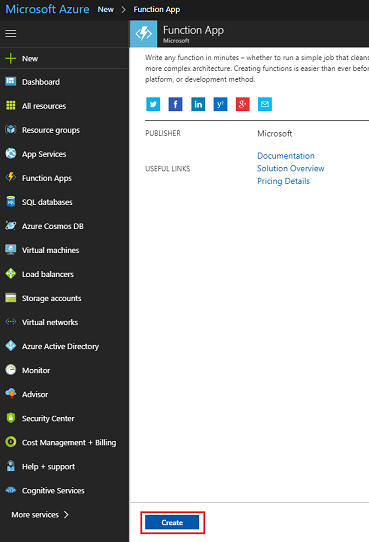 Microsoft Azure New > Function App
Function App
Microsoft
New
Dashboard
All resources
Resource groups
App Services
Function Apps
SQL databases
Azure Cosmos DB
Virtual machines
Load balancers
Storage accounts
Virtual networks
Azure Active Directory
Monitor
Advisor
Security Center
Cost Management + Billing
Help + support
Cognitive Services
More services >
Write any function in minutes – whether to run a simple job that cleans
more complex architecture. Creating functions is easier than ever befor
platform, or development method.
PUBLISHER Microsoft
USEFUL LINKS
Documentation
Solution Overview
Pricing Details
Create